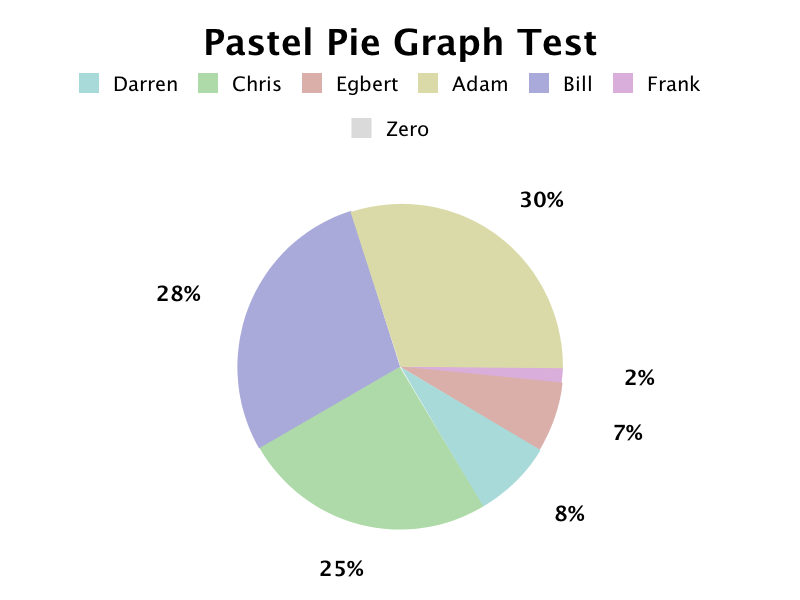 Pastel Pie Graph Test
Darren Chris Egbert Adam Bill Frank
Zero
30%
28%
2%
7%
8%
25%